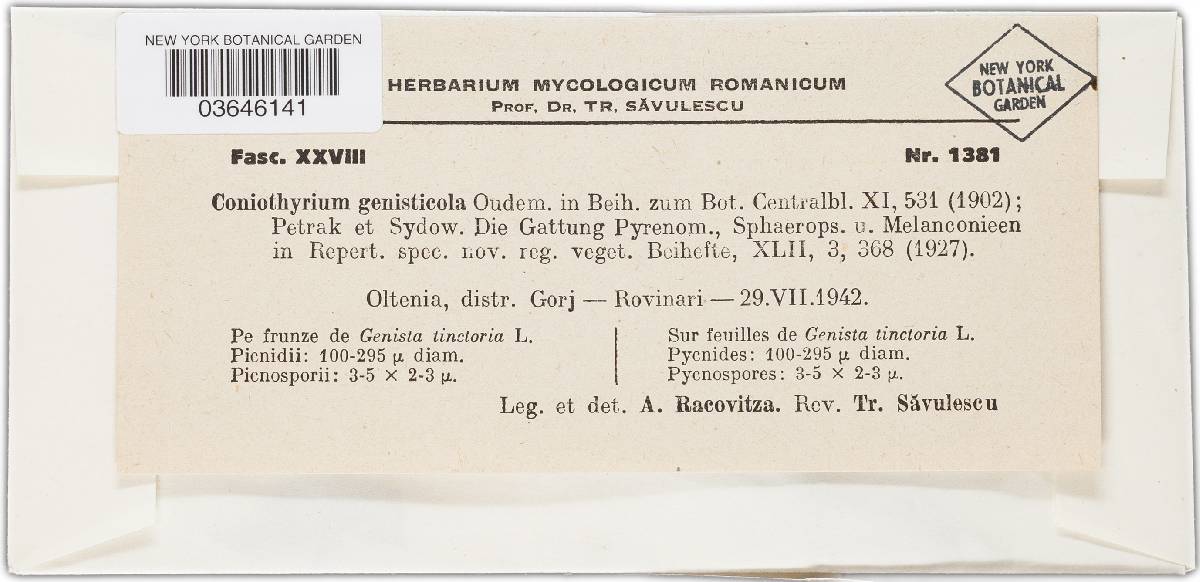 NEW YORK BOTANICAL GARDEN
03646141
HERBARIUM MYCOLOGICUM ROMANICUM
PROF. DR. TR. SĂVULESCU
NEW YORK
BOTANICAL
GARDEN
Fasc. XXVIII
Nr. 1381
Coniothyrium genisticola Oudem. in Beih. zum Bot. Centralbl. XI, 531 (1902);
Petrak et Sydow. Die Gattung Pyrenom., Sphaerops. u. Melanconieen
in Repert. spec. nov. reg. veget. Beihefte, XLII, 3, 368 (1927).
Oltenia, distr. Gorj — Rovinari — 29.VII.1942.
Pe frunze de Genista tinctoria L.
Picnidii: 100-295 µ diam.
Picnosporii: 3-5 × 2-3 µ.
Sur feuilles de Genista tinctoria L.
Pycnides: 100-295 µ diam.
Pycnospores: 3-5 × 2-3 µ.
Leg. et det. A. Racovitza. Rev. Tr. Săvulescu